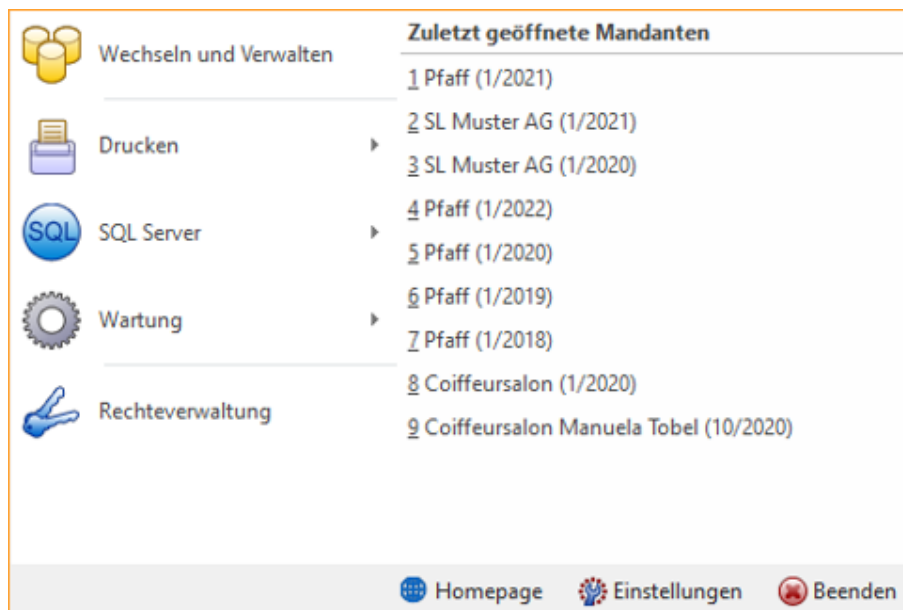 Wechseln und Verwalten
Drucken
SQL
SQL Server
Wartung
Rechteverwaltung
Zuletzt geöffnete Mandanten
1 Pfaff (1/2021)
2 SL Muster AG (1/2021)
3 SL Muster AG (1/2020)
4 Pfaff (1/2022)
5 Pfaff (1/2020)
6 Pfaff (1/2019)
7 Pfaff (1/2018)
8 Coiffeursalon (1/2020)
9 Coiffeursalon Manuela Tobel (10/2020)
Homepage Einstellungen Beenden